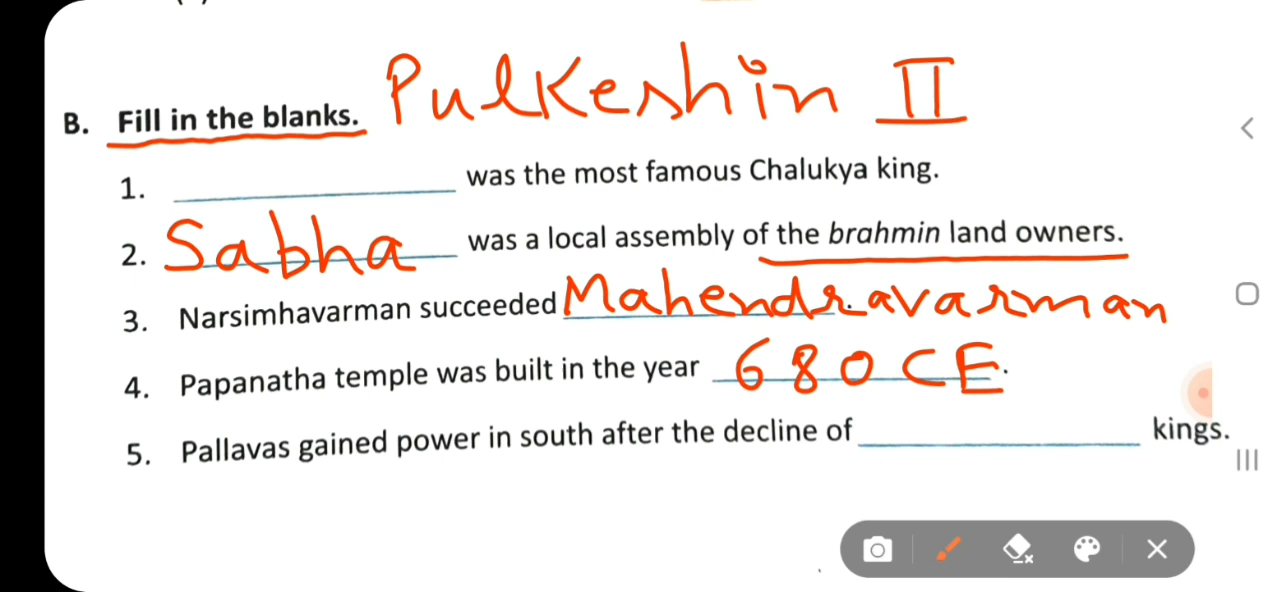 B. Fill in the blanks. Pulkeshin II
1. ____________ was the most famous Chalukya king.
2. Sabha was a local assembly of the brahmin land owners.
3. Narsimhavarman succeeded Mahendravarman
4. Papanatha temple was built in the year 680 CE.
5. Pallavas gained power in south after the decline of ____________ kings.